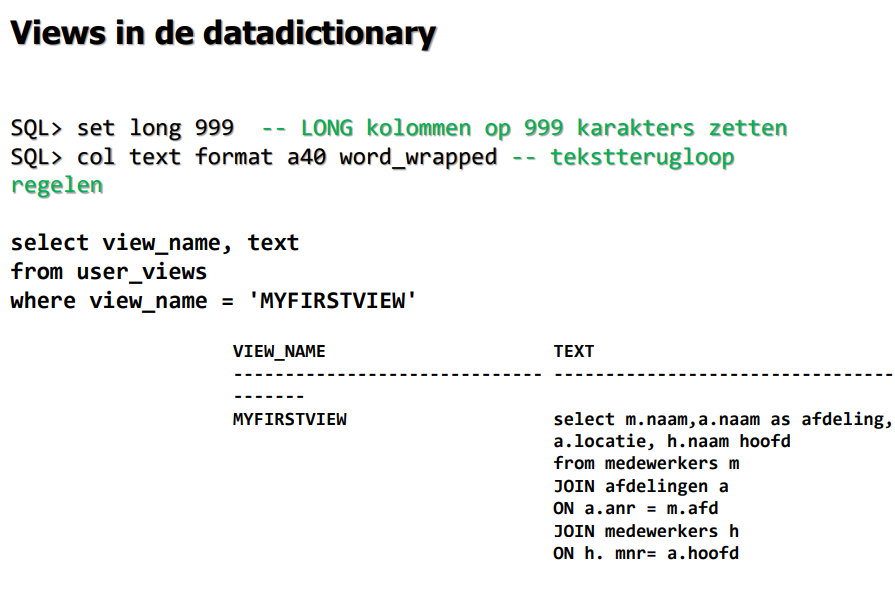 Views in de datadictionary
SQL> set long 999  -- LONG kolommen op 999 karakters zetten
SQL> col text format a40 word_wrapped -- tekstterugloop
regelen
select view_name, text
from user_views
where view_name = 'MYFIRSTVIEW'
VIEW_NAME                      TEXT
------------------------------ ---------------------------------
-------
MYFIRSTVIEW                    select m.naam,a.naam as afdeling,
a.locatie, h.naam hoofd
from medewerkers m
JOIN afdelingen a
ON a.anr = m.afd
JOIN medewerkers h
ON h. mnr= a.hoofd